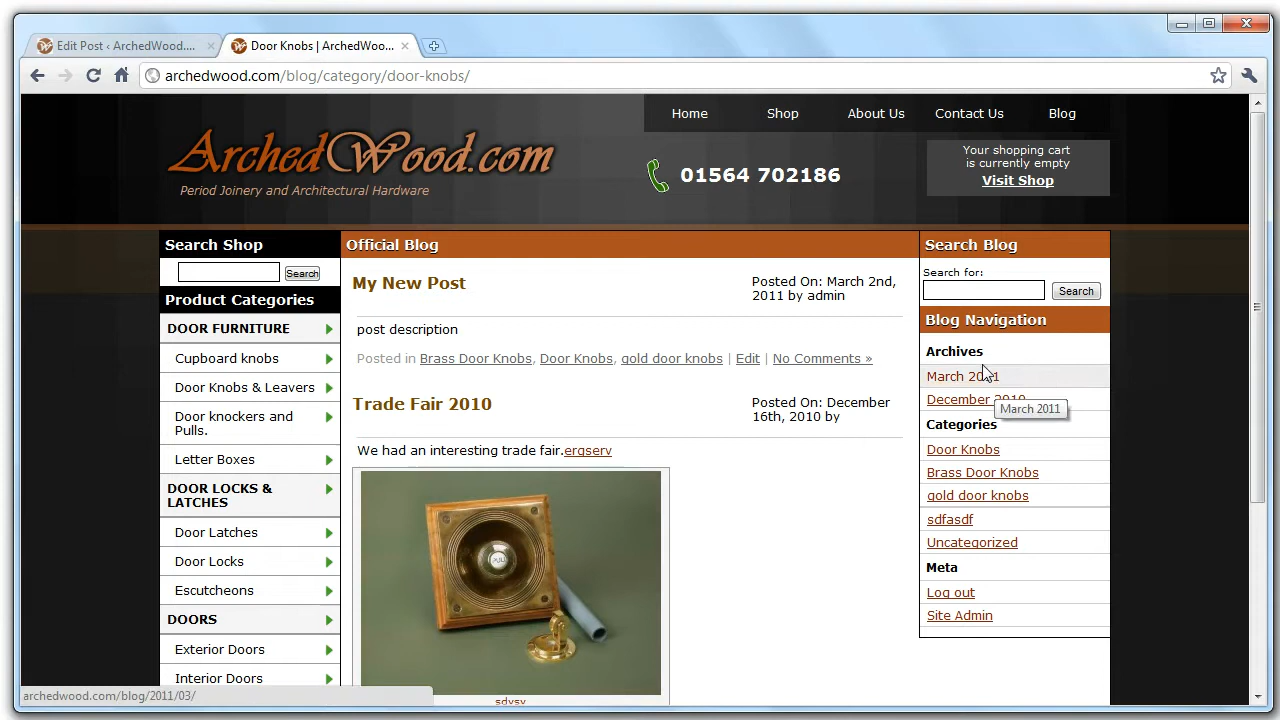 Edit Post ‹ ArchedWood....
Door Knobs | ArchedWoo...
archedwood.com/blog/category/door-knobs/
Home
Shop
About Us
Contact Us
Blog
ArchedWood.com
Period Joinery and Architectural Hardware
01564 702186
Your shopping cart
is currently empty
Visit Shop
Search Shop
Search
Product Categories
DOOR FURNITURE
Cupboard knobs
Door Knobs & Leavers
Door knockers and
Pulls.
Letter Boxes
DOOR LOCKS &
LATCHES
Door Latches
Door Locks
Escutcheons
DOORS
Exterior Doors
Interior Doors
Official Blog
My New Post
Posted On: March 2nd,
2011 by admin
post description
Posted in Brass Door Knobs, Door Knobs, gold door knobs | Edit | No Comments »
Trade Fair 2010
Posted On: December
16th, 2010 by
We had an interesting trade fair.ergserv
PULL
sdvsv
Search Blog
Search for:
Search
Blog Navigation
Archives
March 2011
December 2010
March 2011
Categories
Door Knobs
Brass Door Knobs
gold door knobs
sdfasdf
Uncategorized
Meta
Log out
Site Admin
archedwood.com/blog/2011/03/